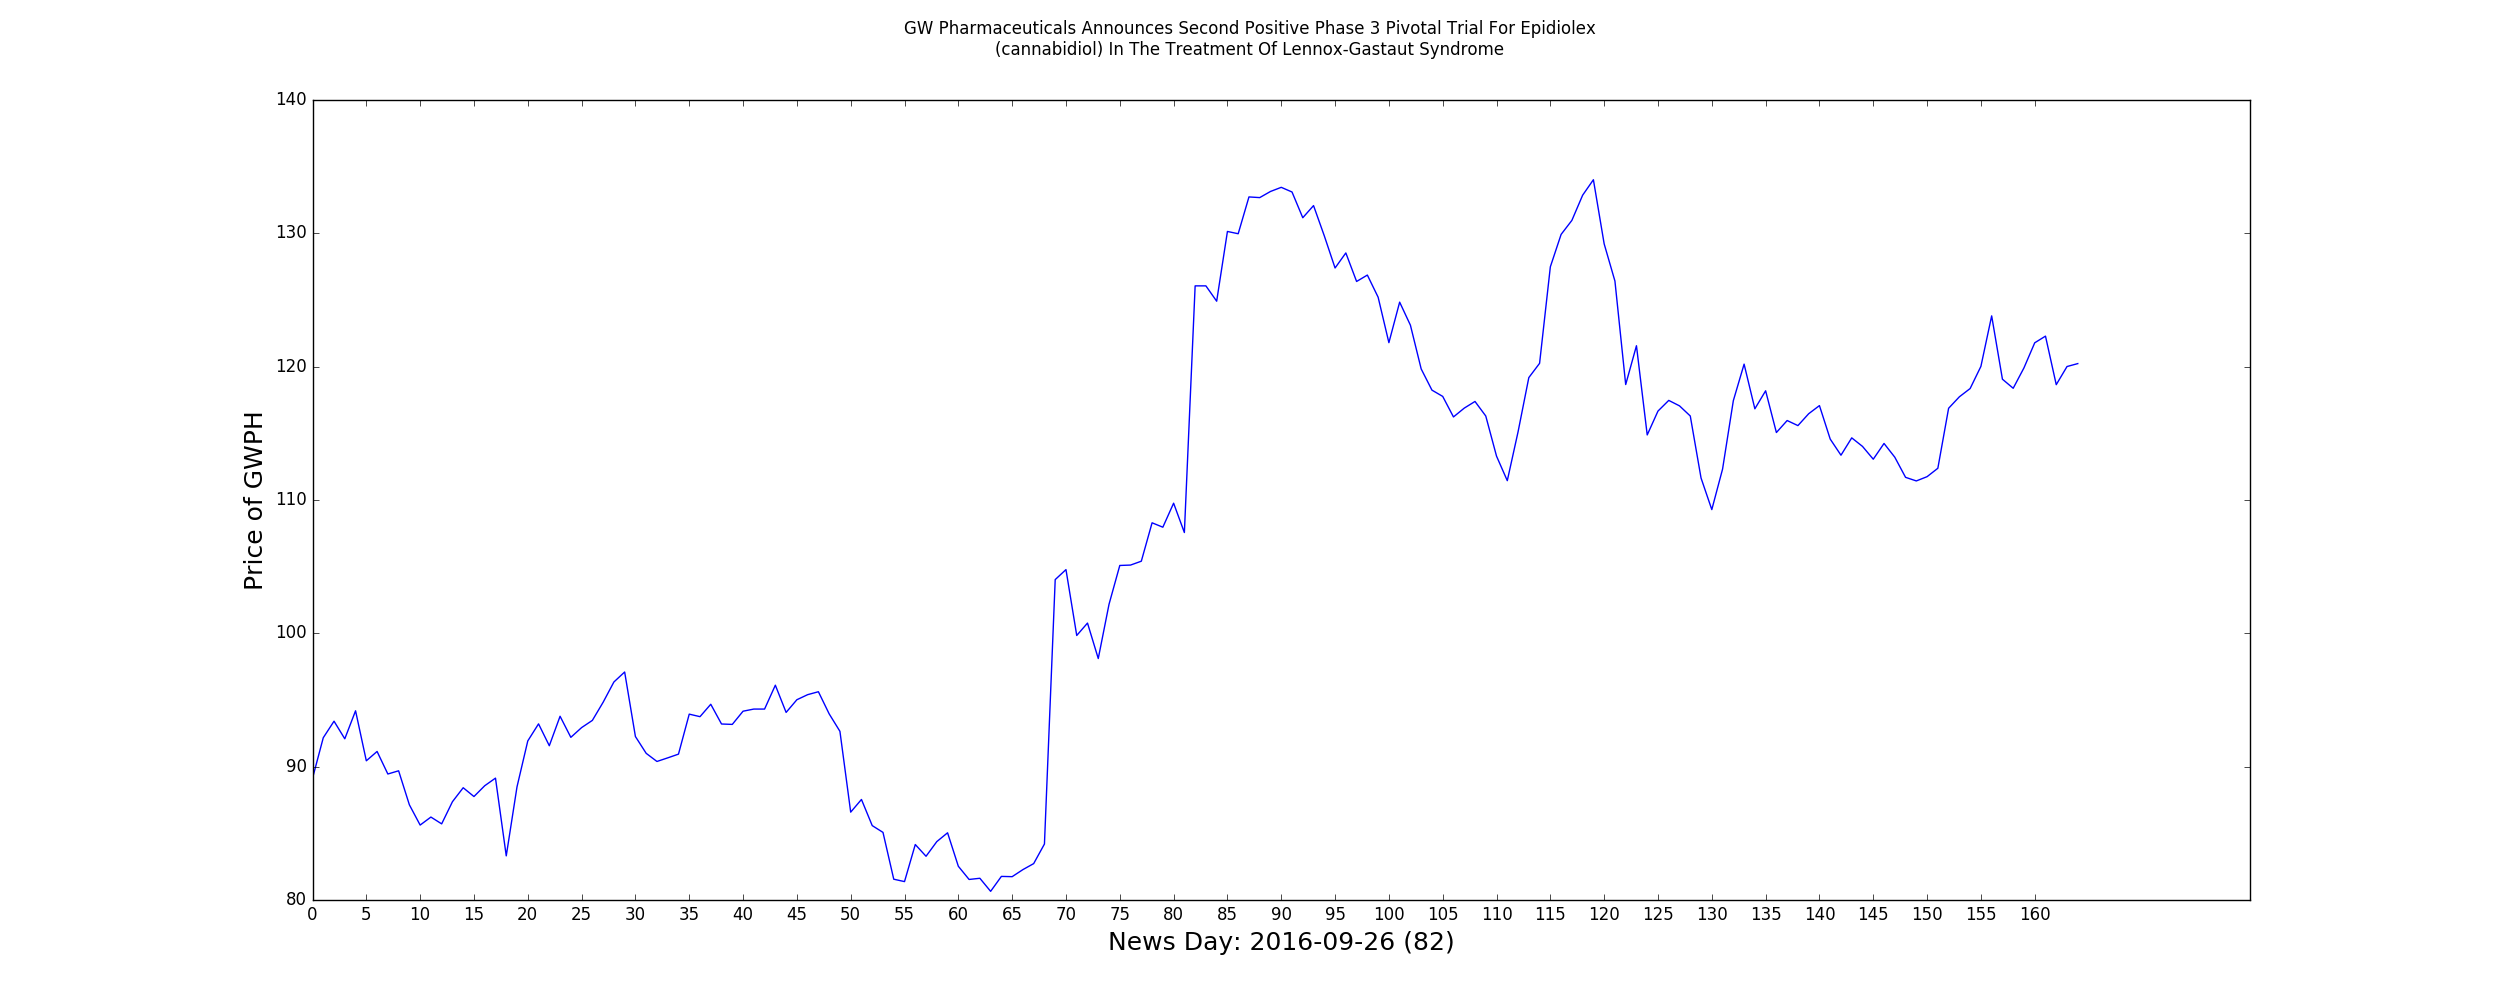 GW Pharmaceuticals Announces Second Positive Phase 3 Pivotal Trial For Epidiolex
(cannabidiol) In The Treatment Of Lennox-Gastaut Syndrome
140
130
120
110
100
90
80
Price of GWPH
0 5 10 15 20 25 30 35 40 45 50 55 60 65 70 75 80 85 90 95 100 105 110 115 120 125 130 135 140 145 150 155 160
News Day: 2016-09-26 (82)